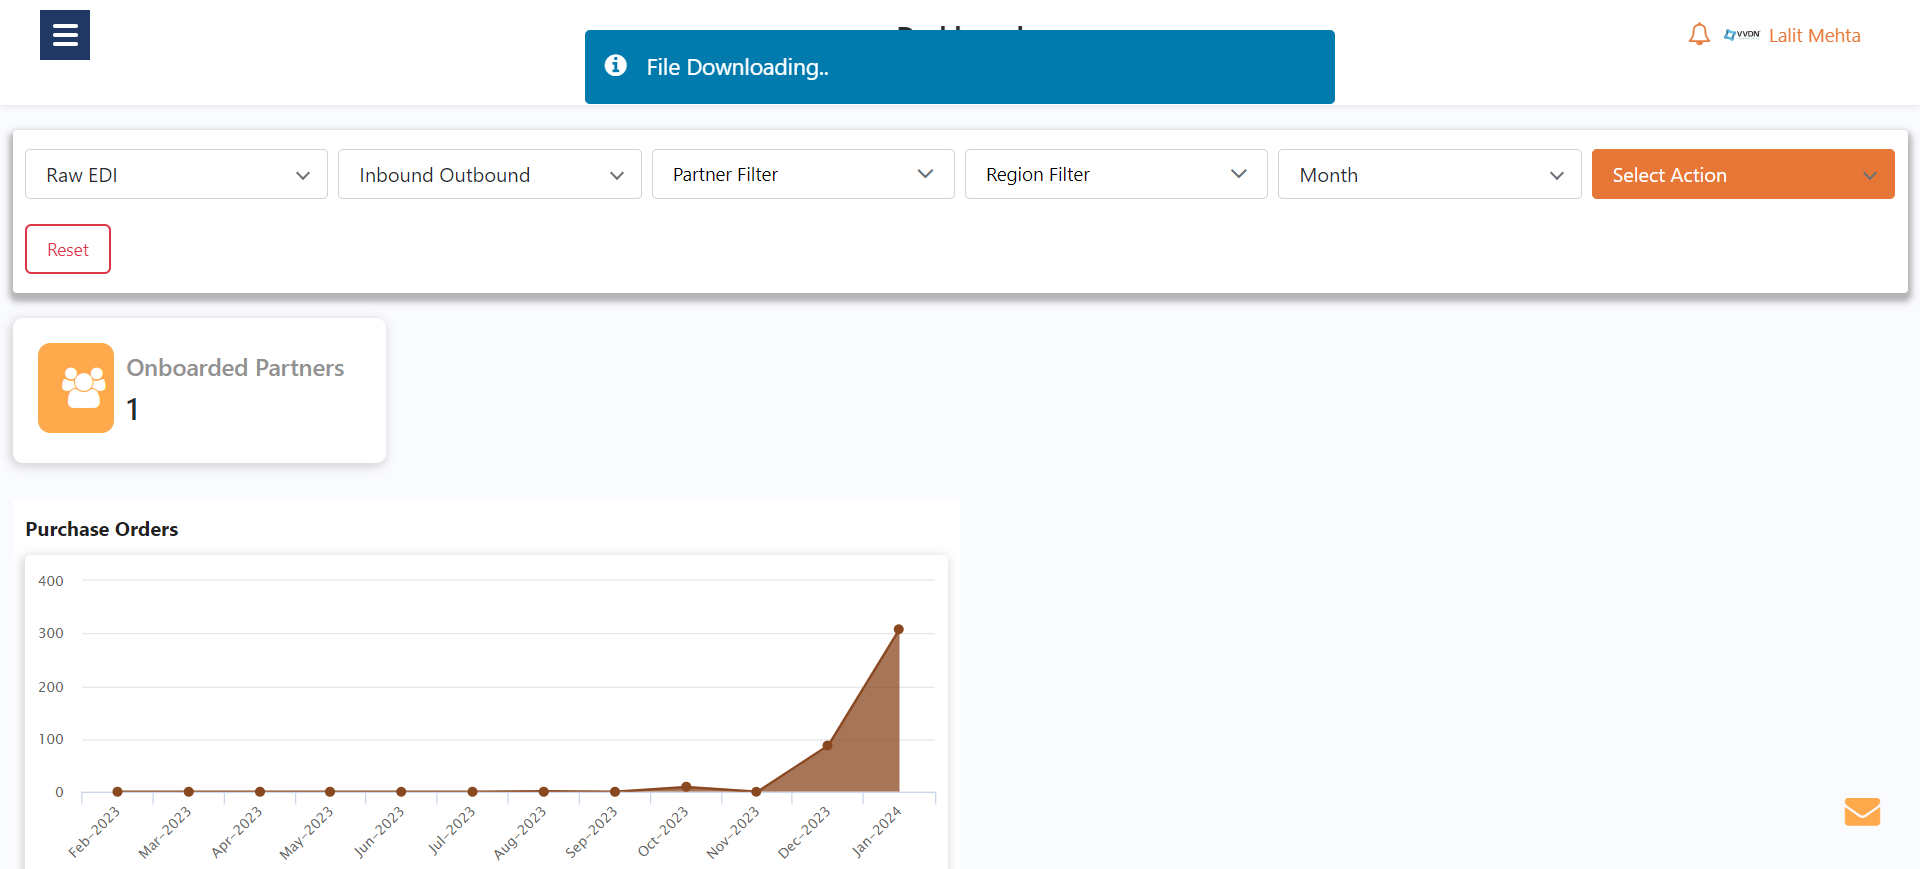 File Downloading..
VVDN Lalit Mehta
Raw EDI
Inbound Outbound
Partner Filter
Region Filter
Month
Select Action
Reset
Onboarded Partners
1
Purchase Orders
400
300
200
100
0
Feb-2023
Mar-2023
Apr-2023
May-2023
Jun-2023
Jul-2023
Aug-2023
Sep-2023
Oct-2023
Nov-2023
Dec-2023
Jan-2024